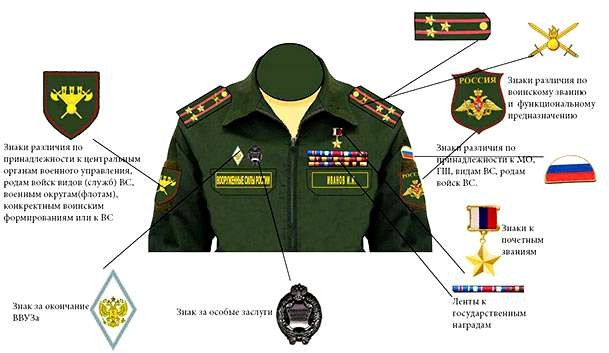 РОССИЯ
Знаки различия по
воинскому званию
и функциональному
предназначению
Знаки различия по
принадлежности к центральным
органам военного управления,
родам войск видов (служб) ВС,
военным округам(флотам),
конкретным воинским
формированиям или к ВС
Знаки различия по
принадлежности к МО,
ГШ, видам ВС, родам
войск ВС.
ВООРУЖЕННЫЕ СИЛЫ РОССИИ
ИВАНОВ И.И.
РОССИЯ
Знаки к
почетным
званиям
Знак за окончание
ВВУЗа
Знак за особые заслуги
Ленты к
государственным
наградам